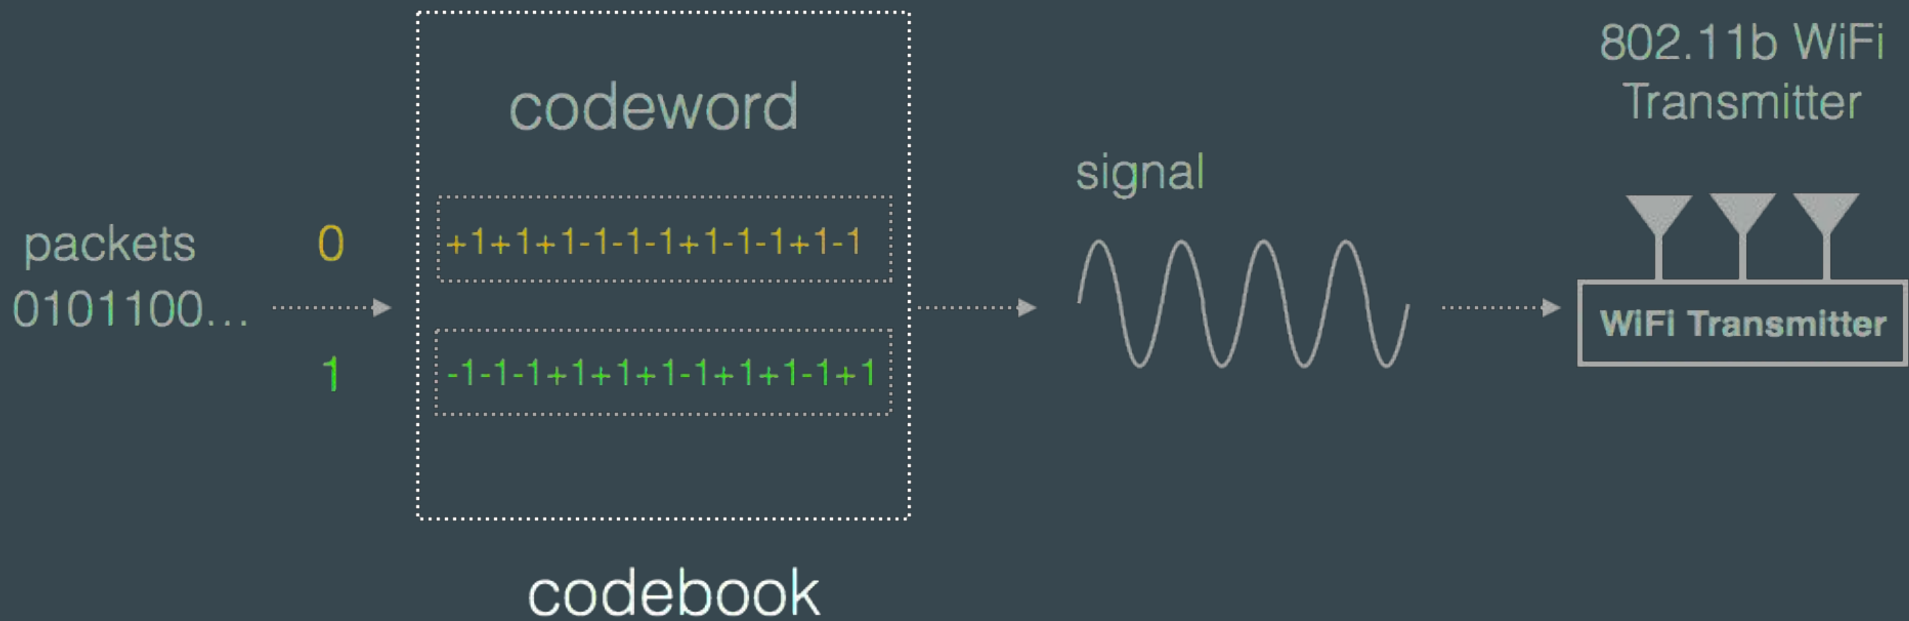 802.11b WiFi
Transmitter
codeword
signal
packets
0101100...
0
+1+1+1-1-1-1+1-1-1+1-1
1
-1-1-1+1+1+1-1+1+1-1+1
WiFi Transmitter
codebook